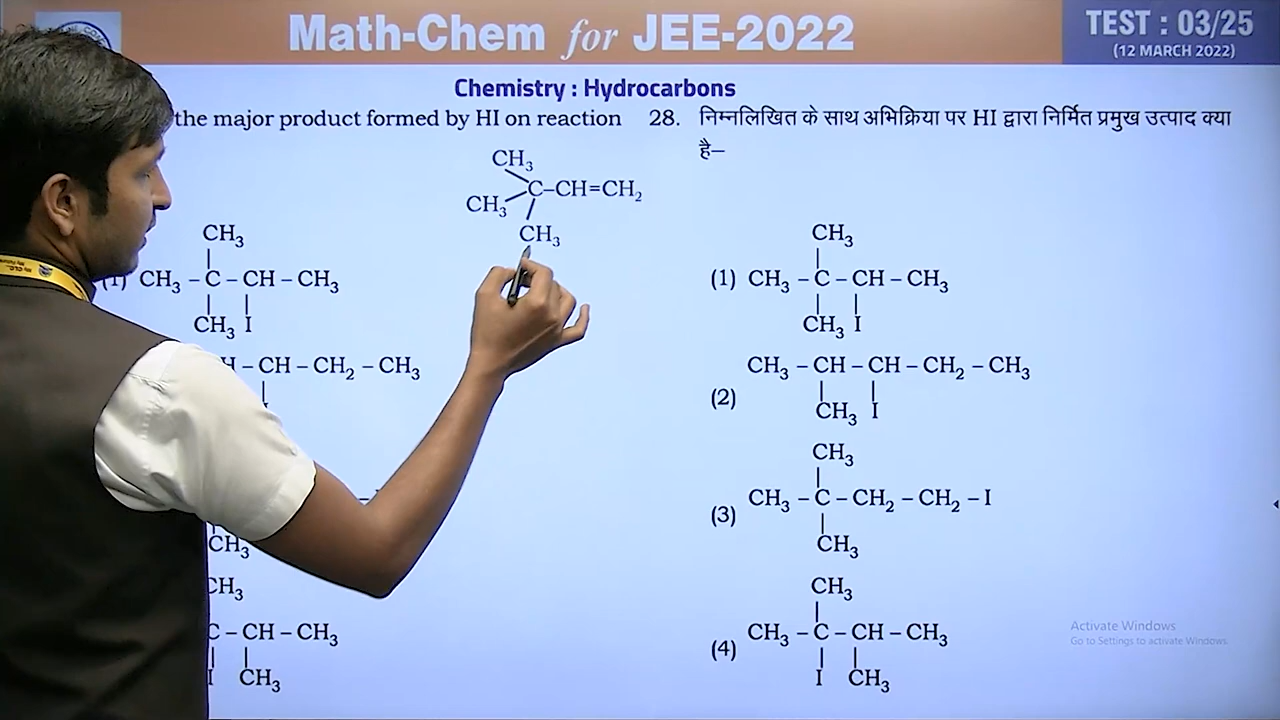 Math-Chem for JEE-2022
TEST : 03/25
(12 MARCH 2022)
Chemistry : Hydrocarbons
the major product formed by HI on reaction
CH₃
CH₃ C–CH=CH₂
CH₃
(1) CH₃ – C – CH – CH₃
CH₃
CH₃ I
– CH – CH₂ – CH₃
CH₃
CH₃
C – CH – CH₃
I CH₃
28. निम्नलिखित के साथ अभिक्रिया पर HI द्वारा निर्मित प्रमुख उत्पाद क्या
है–
CH₃
(1) CH₃ – C – CH – CH₃
CH₃ I
(2) CH₃ – CH – CH – CH₂ – CH₃
CH₃ I
CH₃
(3) CH₃ – C – CH₂ – CH₂ – I
CH₃
CH₃
(4) CH₃ – C – CH – CH₃
I CH₃
Activate Windows
Go to Settings to activate Windows.